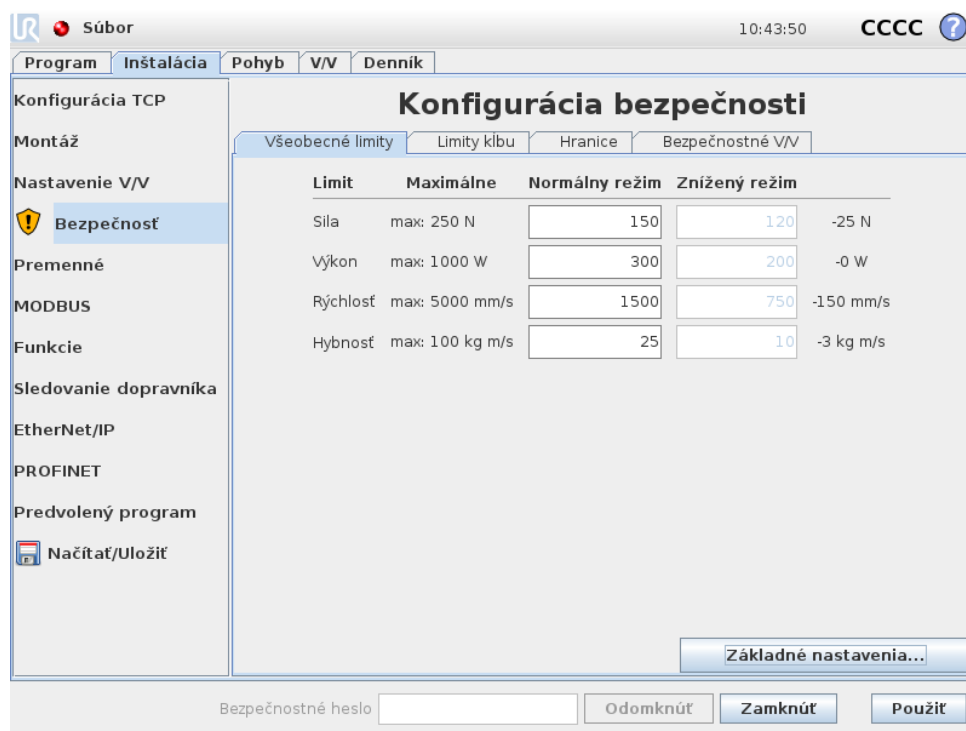 UR Súbor 10:43:50 CCCC ?
Program Inštalácia Pohyb V/V Denník
Konfigurácia TCP
Montáž
Nastavenie V/V
Bezpečnosť
Premenné
MODBUS
Funkcie
Sledovanie dopravníka
EtherNet/IP
PROFINET
Predvolený program
Načítať/Uložiť
Konfigurácia bezpečnosti
Všeobecné limity Limity kĺbu Hranice Bezpečnostné V/V
Limit Maximálne Normálny režim Znížený režim
Sila max: 250 N 150 120 -25 N
Výkon max: 1000 W 300 200 -0 W
Rýchlosť max: 5000 mm/s 1500 750 -150 mm/s
Hybnosť max: 100 kg m/s 25 10 -3 kg m/s
Základné nastavenia...
Bezpečnostné heslo Odomknúť Zamknúť Použiť